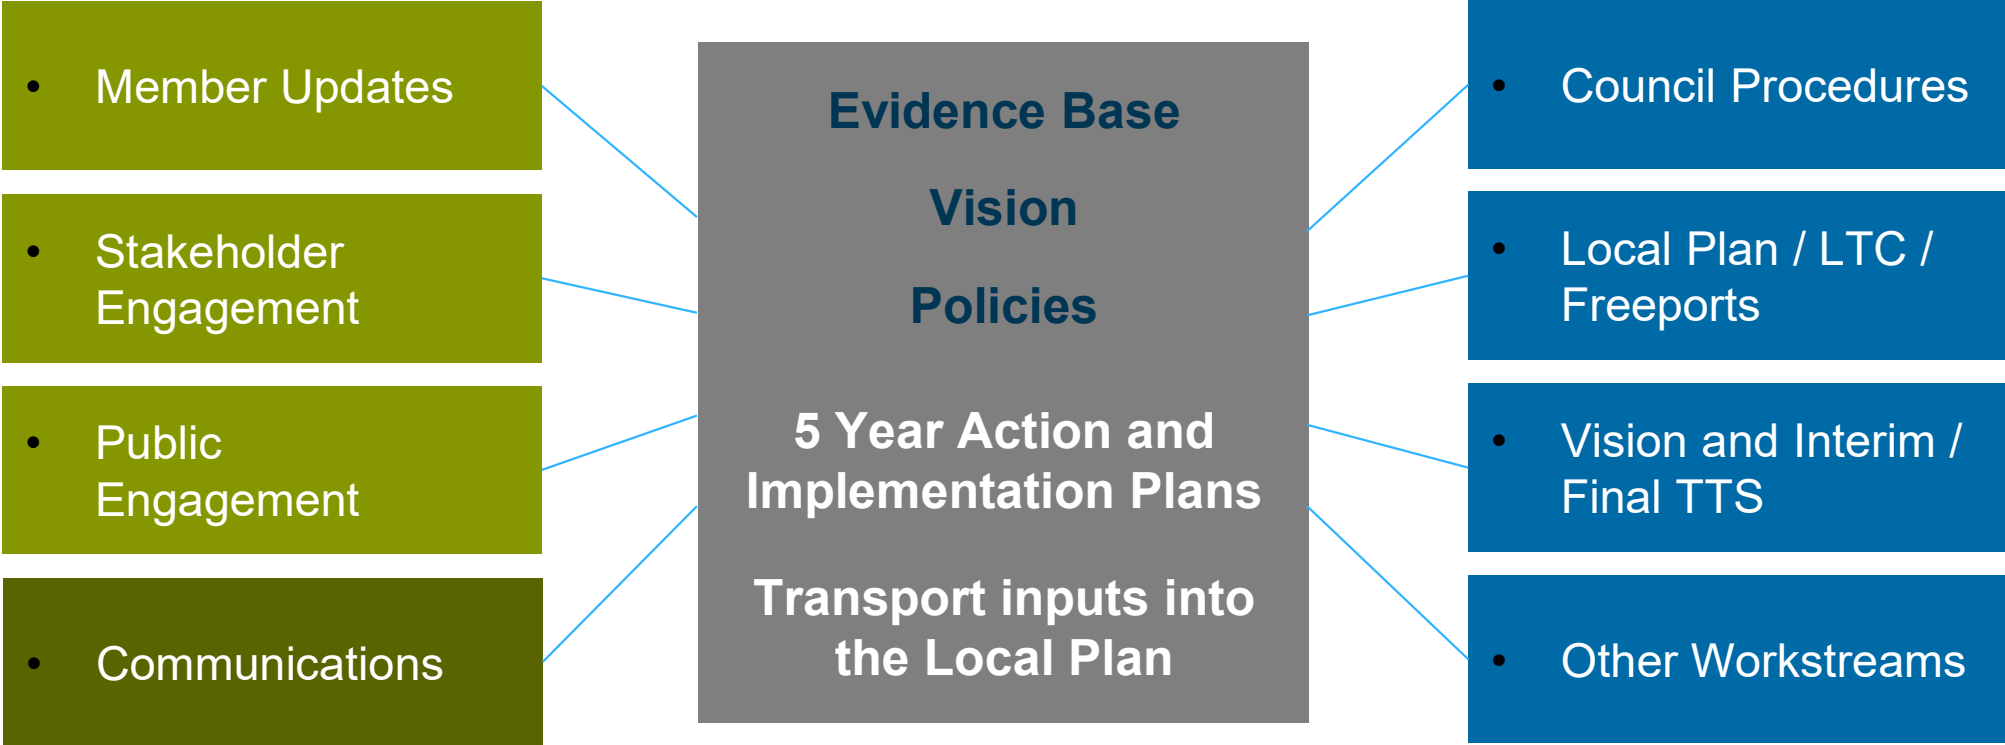 • Member Updates
• Stakeholder
Engagement
• Public
Engagement
• Communications
Evidence Base
Vision
Policies
5 Year Action and
Implementation Plans
Transport inputs into
the Local Plan
• Council Procedures
• Local Plan / LTC /
Freeports
• Vision and Interim /
Final TTS
• Other Workstreams